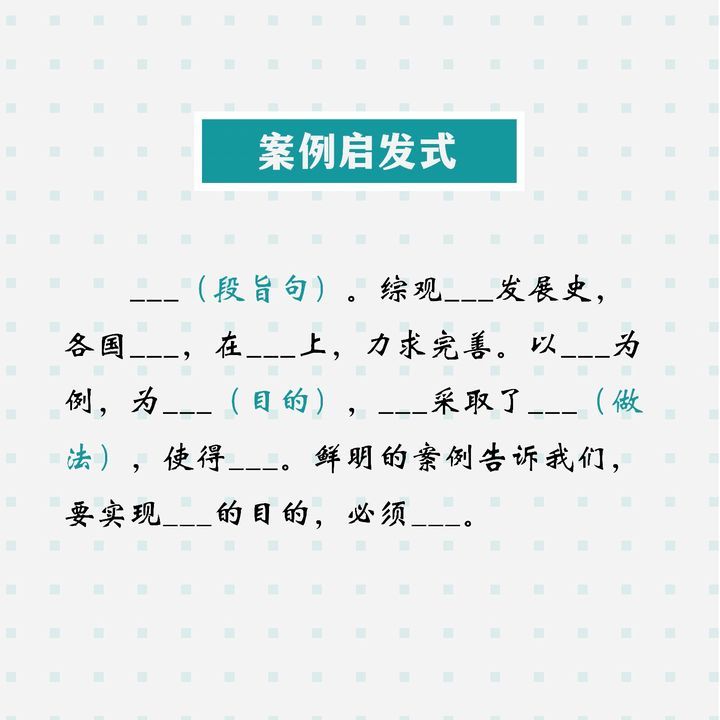 案例启发式
___（段旨句）。综观___发展史，
各国___，在___上，力求完善。以___为
例，为___（目的），___采取了___（做
法），使得___。鲜明的案例告诉我们，
要实现___的目的，必须___。